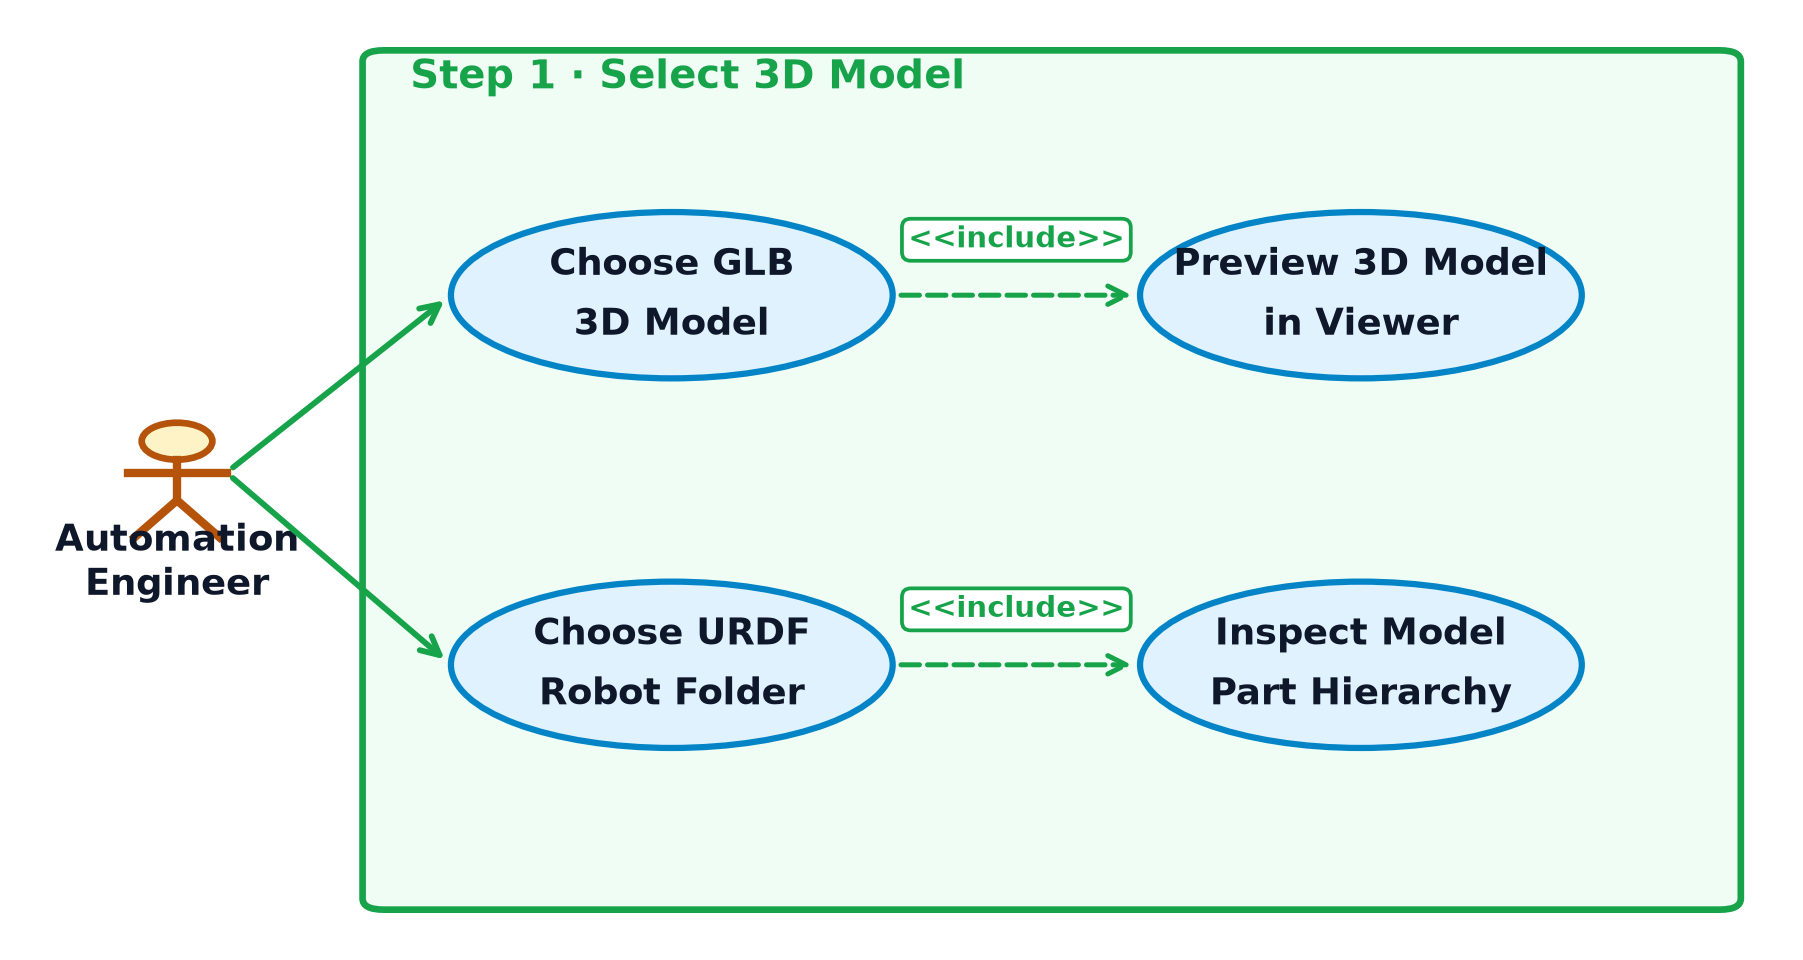 Step 1 · Select 3D Model
Choose GLB
3D Model
<<include>>
Preview 3D Model
in Viewer
Automation
Engineer
Choose URDF
Robot Folder
<<include>>
Inspect Model
Part Hierarchy